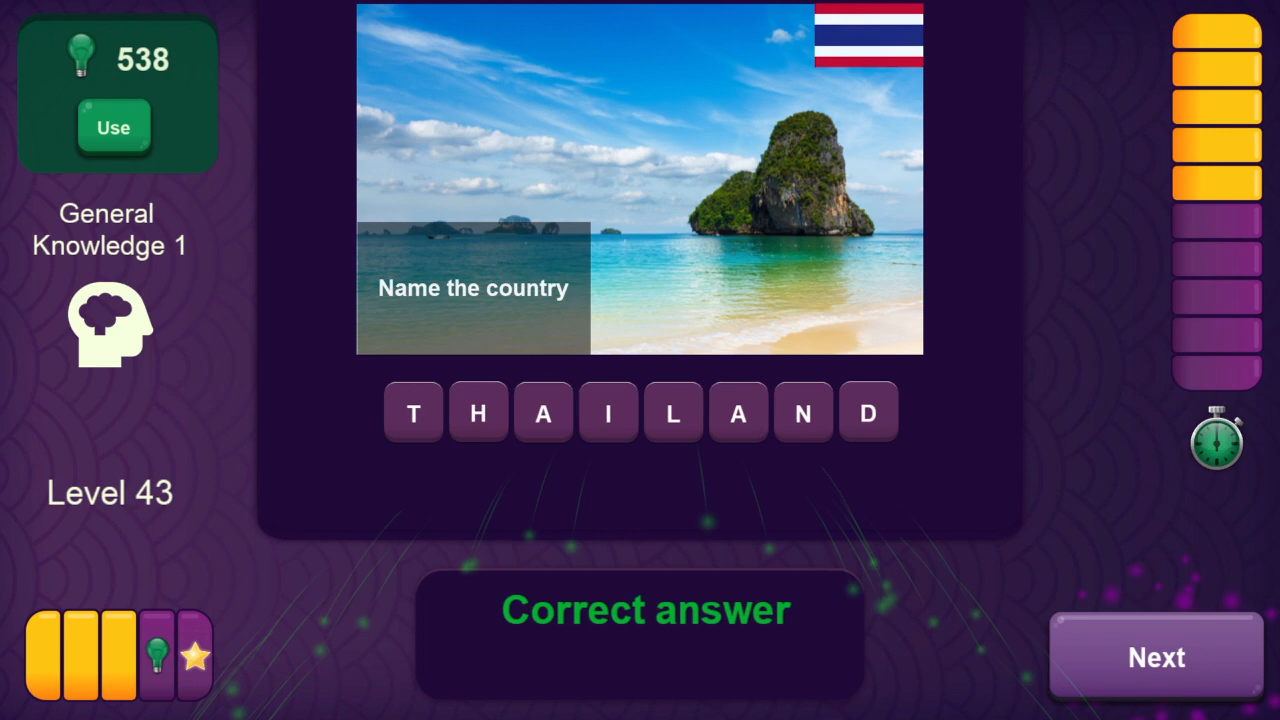 538
Use
General
Knowledge 1
Level 43
Name the country
T H A I L A N D
Correct answer
Next